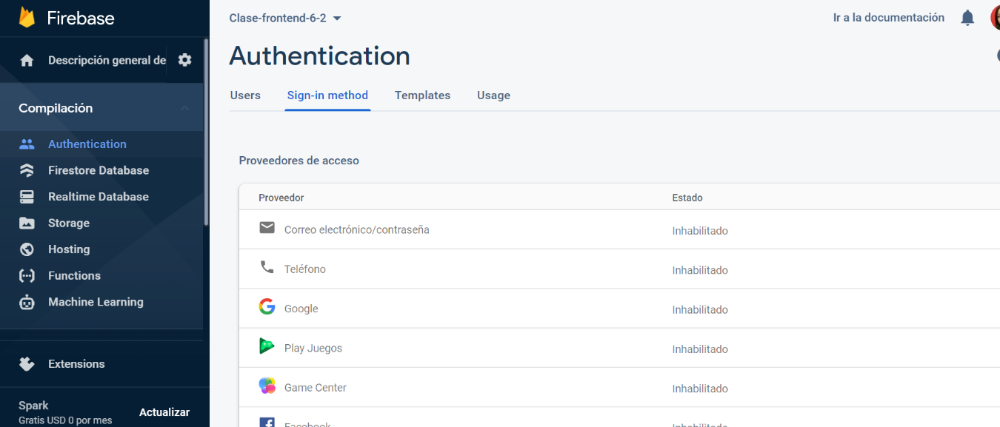 Firebase
Descripción general de
Compilación
Authentication
Firestore Database
Realtime Database
Storage
Hosting
Functions
Machine Learning
Extensions
Spark
Gratis USD 0 por mes
Actualizar
Clase-frontend-6-2
Ir a la documentación
Authentication
Users Sign-in method Templates Usage
Proveedores de acceso
Proveedor Estado
Correo electrónico/contraseña Inhabilitado
Teléfono Inhabilitado
Google Inhabilitado
Play Juegos Inhabilitado
Game Center Inhabilitado
Facebook Inhabilitado